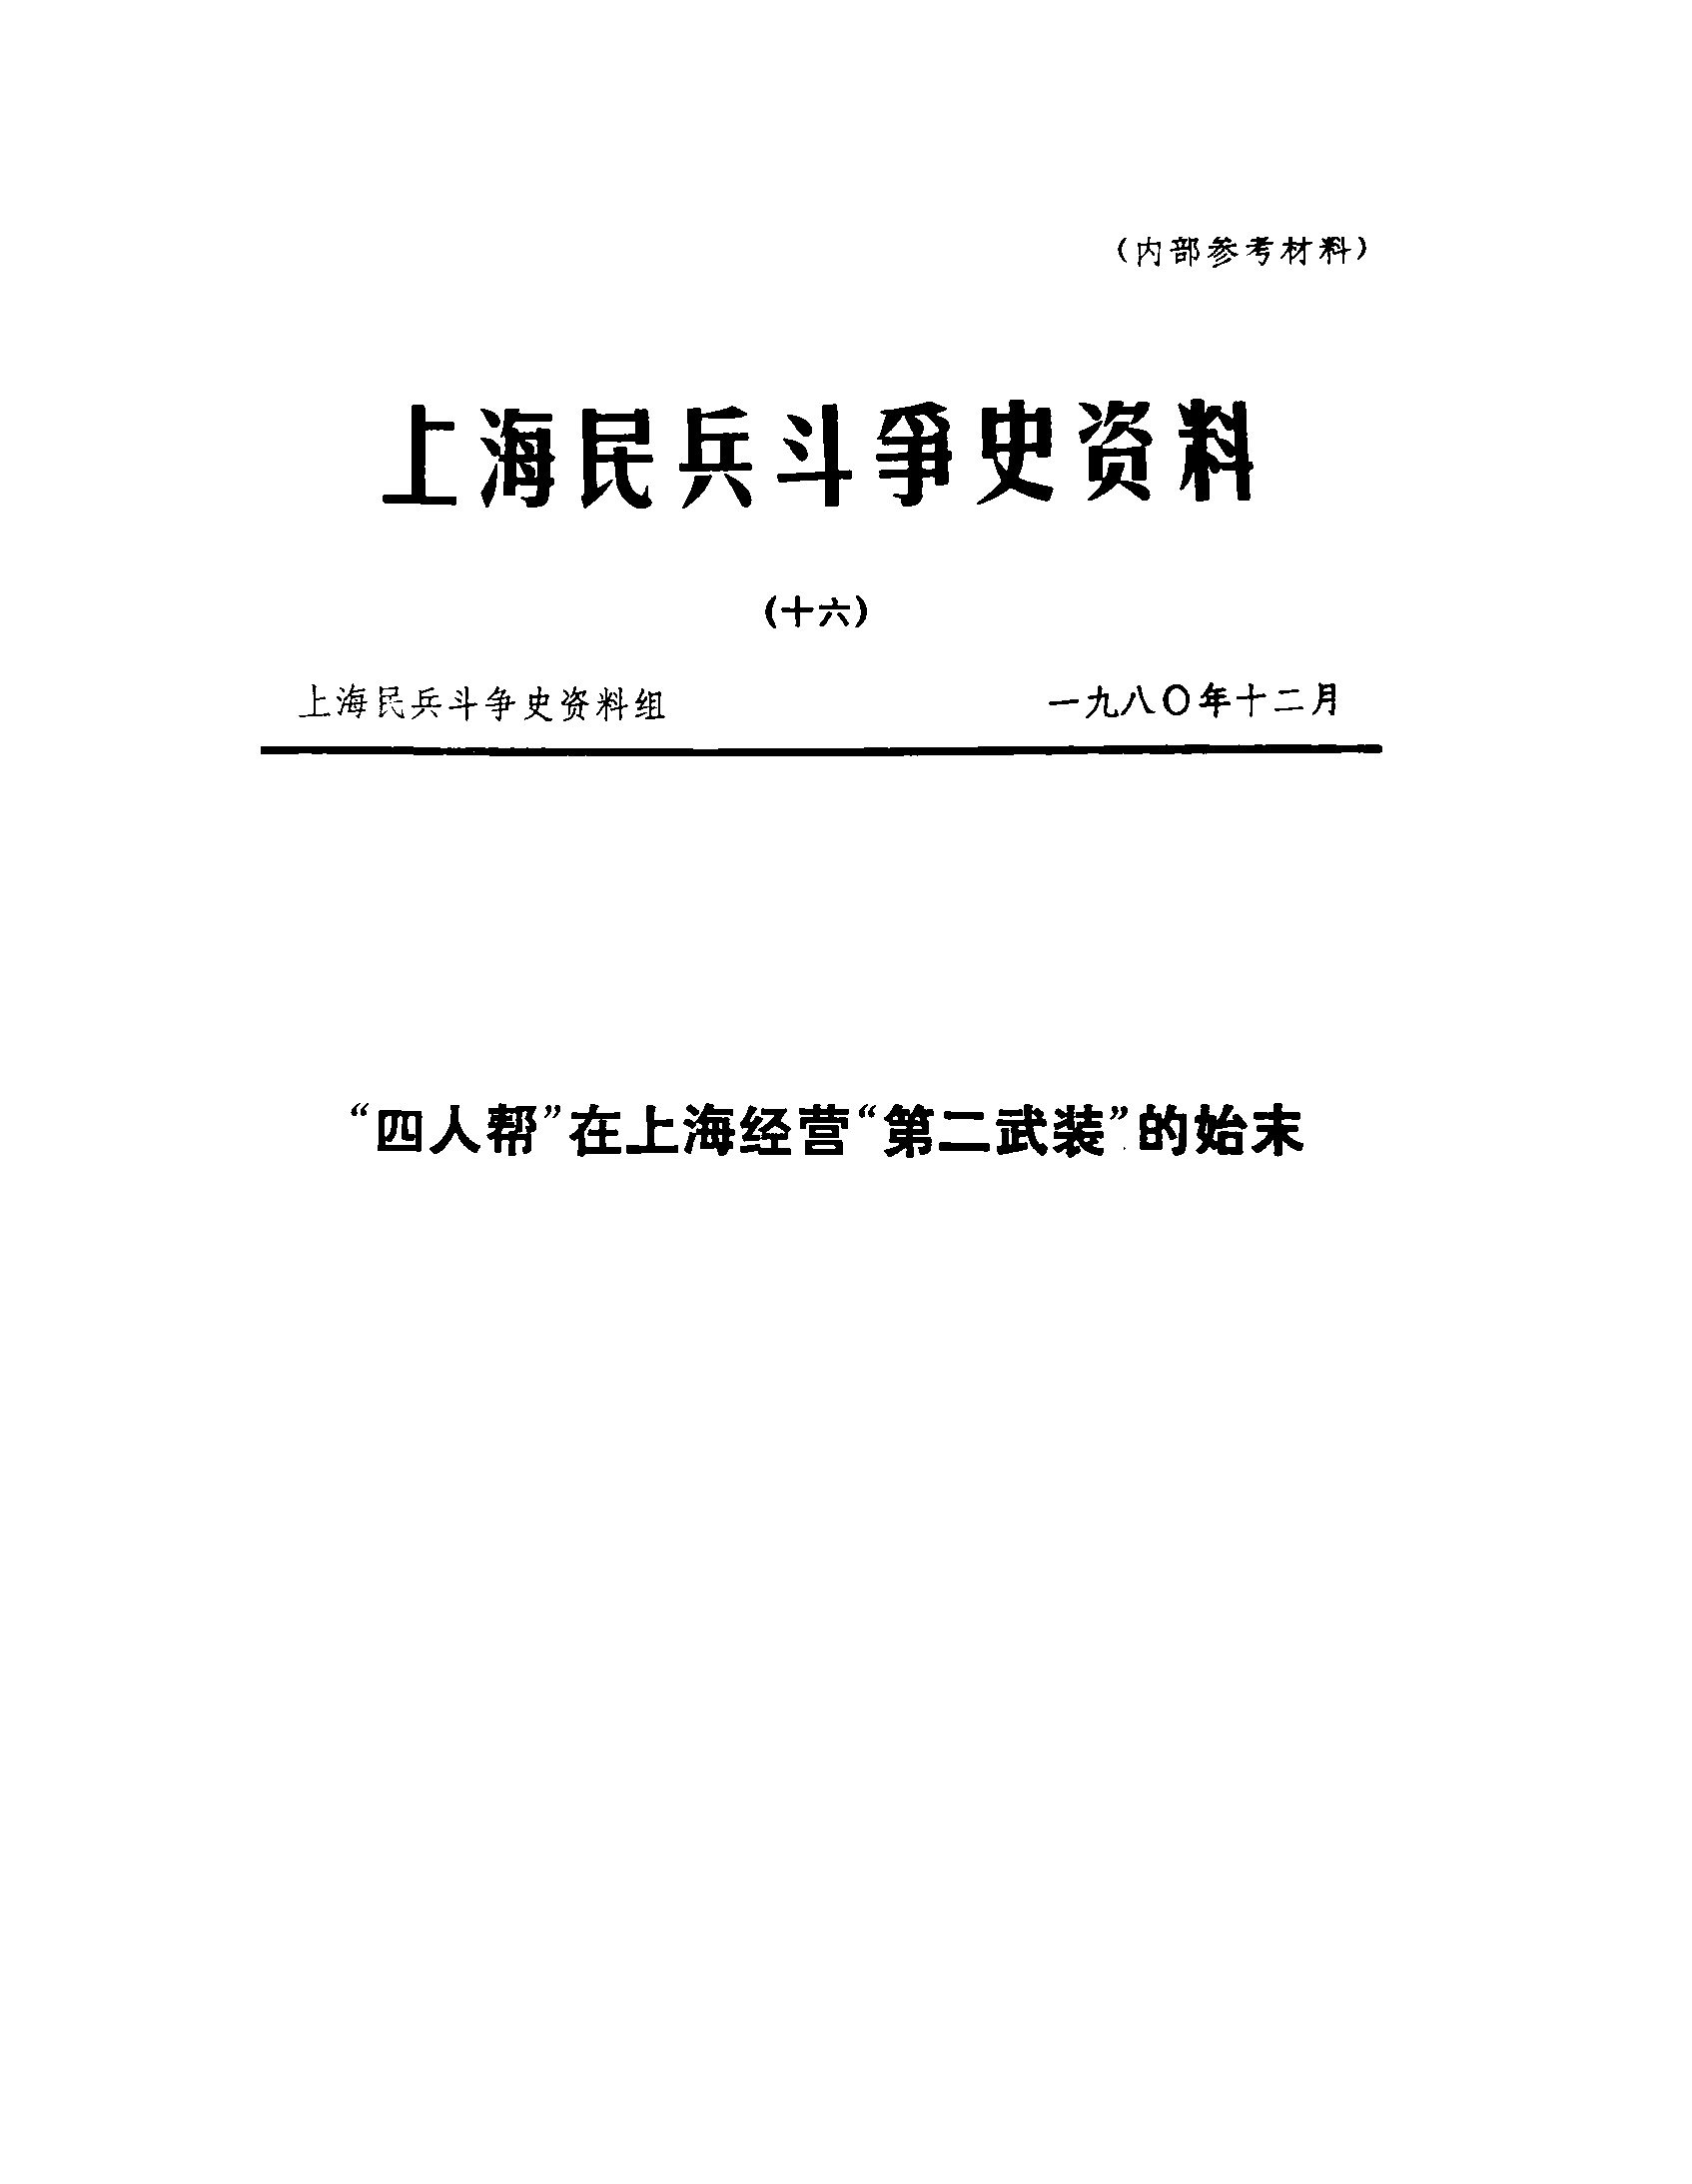 （内部参考材料）
上海民兵斗争史资料
（十六）
上海民兵斗争史资料组 一九八〇年十二月
“四人帮”在上海经营“第二武装”的始末